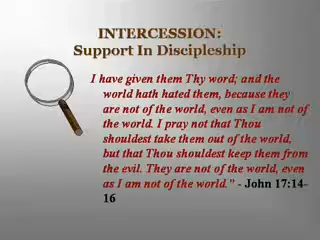 INTERCESSION:
Support In Discipleship
I have given them Thy word; and the
world hath hated them, because they
are not of the world, even as I am not of
the world. I pray not that Thou
shouldest take them out of the world,
but that Thou shouldest keep them from
the evil. They are not of the world, even
as I am not of the world." - John 17:14-
16